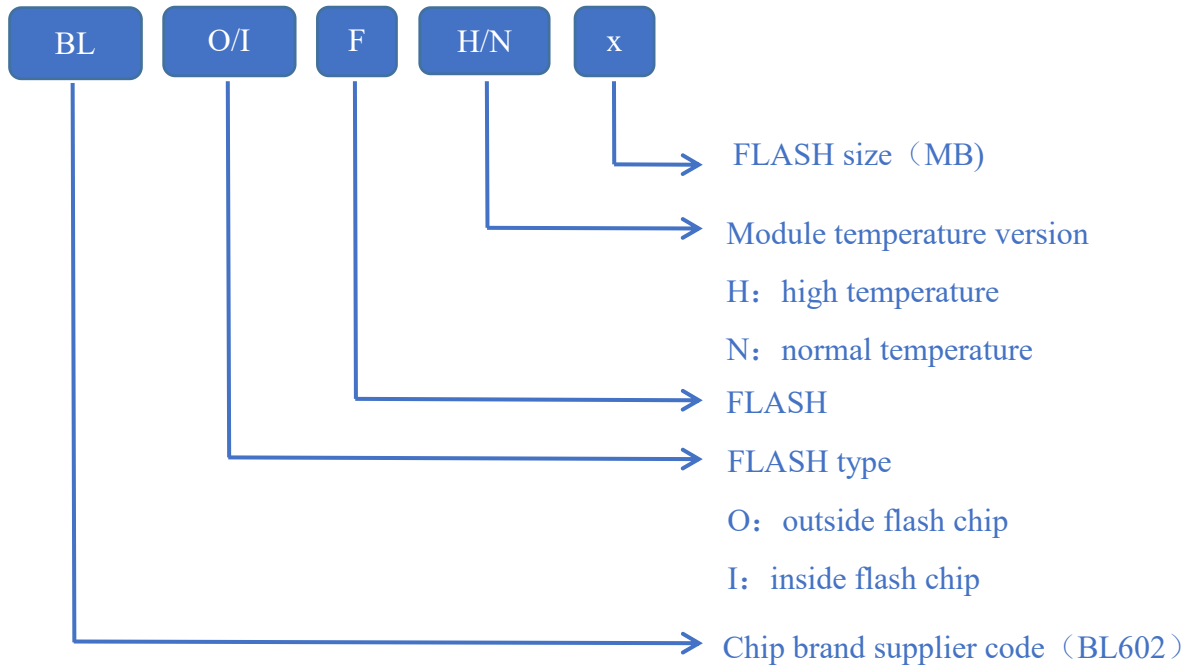 BL O/I F H/N x
FLASH size（MB)
Module temperature version
H：high temperature
N：normal temperature
FLASH
FLASH type
O：outside flash chip
I：inside flash chip
Chip brand supplier code（BL602）